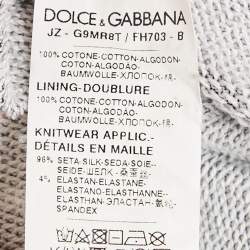 DOLCE & GABBANA
JZ - G9MR8T / FH703 - B
100% COTONE-COTTON-ALGODON
COTON-ALGODAO-
BAUMWOLLE-ХЛОПОК-棉-
LINING-DOUBLURE
100% COTONE-COTTON-ALGODON
COTON-ALGODAO-
BAUMWOLLE-ХЛОПОК-棉-
KNITWEAR APPLIC.-
DÉTAILS EN MAILLE
96% SETA-SILK-SEDA-SOIE-
SEIDE-ШЕЛК-桑蚕丝-
4% ELASTAN-ELASTANE-
ELASTHANNE-ELASTANO-
ELASTHAN-ЭЛАСТАН-氨纶-
SPANDEX